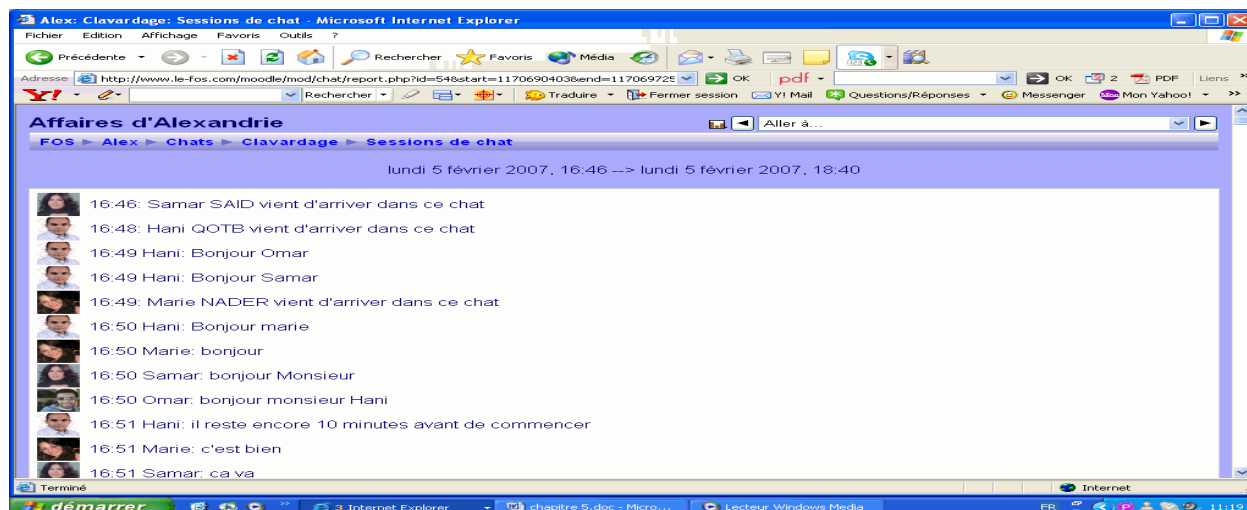 Alex: Clavardage: Sessions de chat - Microsoft Internet Explorer
Fichier Edition Affichage Favoris Outils ?
Précédente Rechercher Favoris Média
Adresse http://www.le-fos.com/moodle/mod/chat/report.php?id=54&start=1170690403&end=117069725 OK pdf OK 2 PDF Liens »
Y! Rechercher Traduire Fermer session Y! Mail Questions/Réponses Messenger Mon Yahoo! »
Affaires d'Alexandrie Aller à...
FOS ► Alex ► Chats ► Clavardage ► Sessions de chat
lundi 5 février 2007, 16:46 --> lundi 5 février 2007, 18:40
16:46: Samar SAID vient d'arriver dans ce chat
16:48: Hani QOTB vient d'arriver dans ce chat
16:49 Hani: Bonjour Omar
16:49 Hani: Bonjour Samar
16:49: Marie NADER vient d'arriver dans ce chat
16:50 Hani: Bonjour marie
16:50 Marie: bonjour
16:50 Samar: bonjour Monsieur
16:50 Omar: bonjour monsieur Hani
16:51 Hani: il reste encore 10 minutes avant de commencer
16:51 Marie: c'est bien
16:51 Samar: ca va
Terminé Internet
démarrer » 3 Internet Explorer chapitre 5.doc - Micro... Lecteur Windows Media FR 11:19